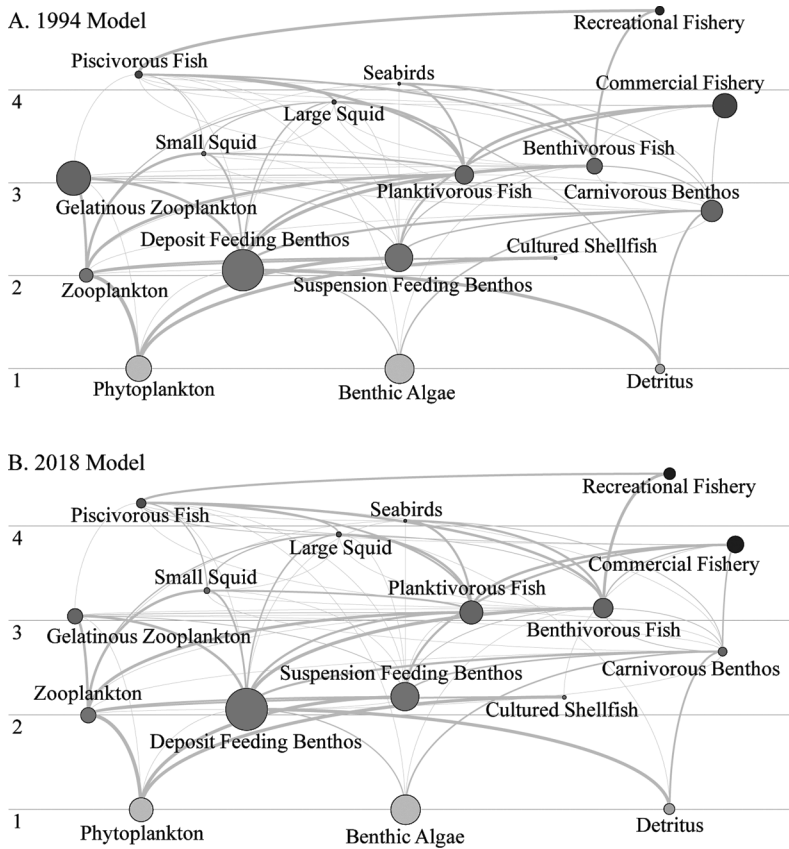 A. 1994 Model
Recreational Fishery
Piscivorous Fish
Seabirds
Commercial Fishery
4
Large Squid
Small Squid
Benthivorous Fish
Planktivorous Fish
Carnivorous Benthos
3
Gelatinous Zooplankton
Deposit Feeding Benthos
Cultured Shellfish
Zooplankton
Suspension Feeding Benthos
2
1
Phytoplankton
Benthic Algae
Detritus
B. 2018 Model
Recreational Fishery
Piscivorous Fish
Seabirds
4
Large Squid
Commercial Fishery
Small Squid
Planktivorous Fish
3
Gelatinous Zooplankton
Benthivorous Fish
Suspension Feeding Benthos
Carnivorous Benthos
Zooplankton
Cultured Shellfish
2
Deposit Feeding Benthos
1
Phytoplankton
Benthic Algae
Detritus